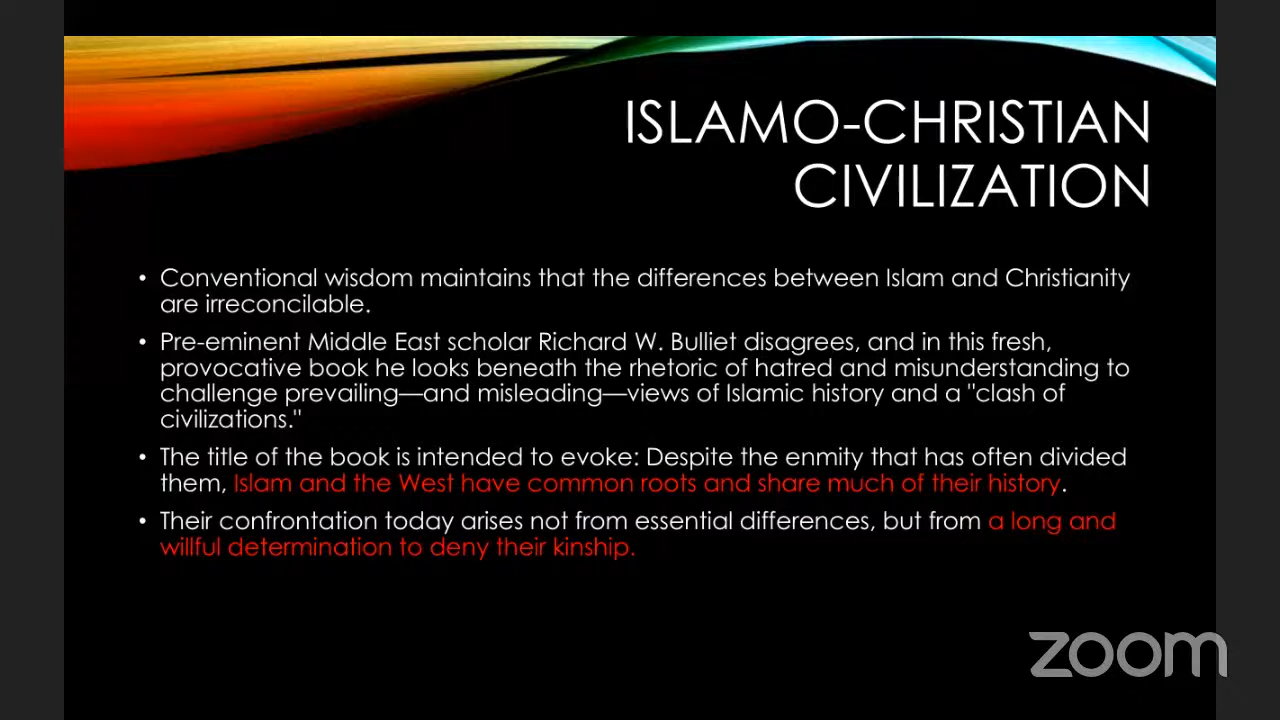 ISLAMO-CHRISTIAN
CIVILIZATION
• Conventional wisdom maintains that the differences between Islam and Christianity
are irreconcilable.
• Pre-eminent Middle East scholar Richard W. Bulliet disagrees, and in this fresh,
provocative book he looks beneath the rhetoric of hatred and misunderstanding to
challenge prevailing—and misleading—views of Islamic history and a "clash of
civilizations."
• The title of the book is intended to evoke: Despite the enmity that has often divided
them, Islam and the West have common roots and share much of their history.
• Their confrontation today arises not from essential differences, but from a long and
willful determination to deny their kinship.
zoom